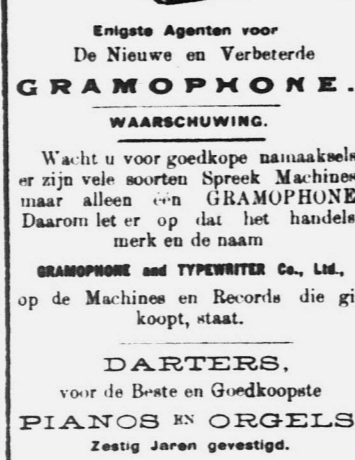 Enigste Agenten voor
De Nieuwe en Verbeterde
GRAMOPHONE.
WAARSCHUWING.
Wacht u voor goedkope namaaksels
er zijn vele soorten Spreek Machines
maar alleen één GRAMOPHONE
Daarom let er op dat het handels
merk en de naam
GRAMOPHONE and TYPEWRITER Co., Ltd.,
op de Machines en Records die gi
koopt, staat.
DARTERS,
voor de Beste en Goedkoopste
PIANOS EN ORGELS
Zestig Jaren gevestigd.